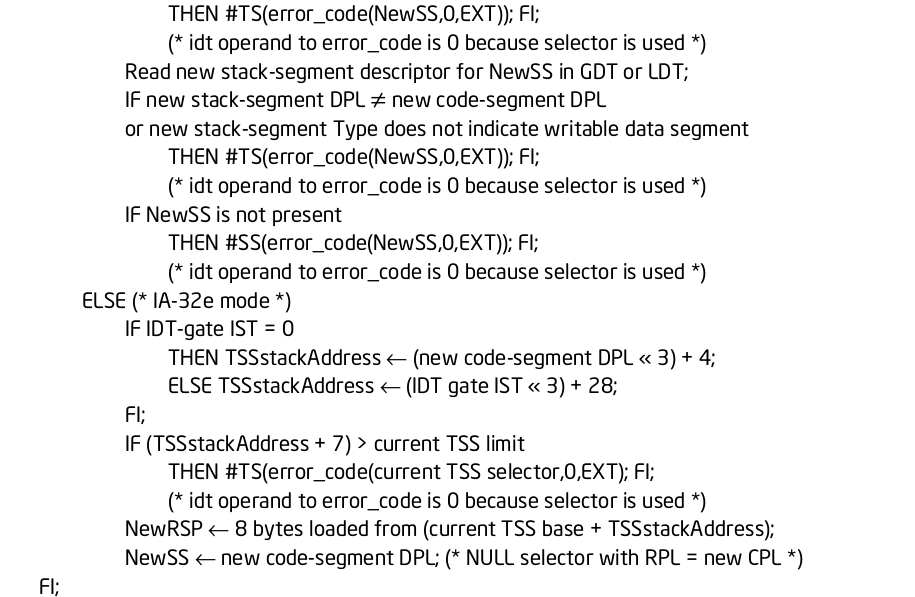 THEN #TS(error_code(NewSS,0,EXT)); FI;
(* idt operand to error_code is 0 because selector is used *)
Read new stack-segment descriptor for NewSS in GDT or LDT;
IF new stack-segment DPL ≠ new code-segment DPL
or new stack-segment Type does not indicate writable data segment
THEN #TS(error_code(NewSS,0,EXT)); FI;
(* idt operand to error_code is 0 because selector is used *)
IF NewSS is not present
THEN #SS(error_code(NewSS,0,EXT)); FI;
(* idt operand to error_code is 0 because selector is used *)
ELSE (* IA-32e mode *)
IF IDT-gate IST = 0
THEN TSSstackAddress ← (new code-segment DPL « 3) + 4;
ELSE TSSstackAddress ← (IDT gate IST « 3) + 28;
FI;
IF (TSSstackAddress + 7) > current TSS limit
THEN #TS(error_code(current TSS selector,0,EXT); FI;
(* idt operand to error_code is 0 because selector is used *)
NewRSP ← 8 bytes loaded from (current TSS base + TSSstackAddress);
NewSS ← new code-segment DPL; (* NULL selector with RPL = new CPL *)
FI;